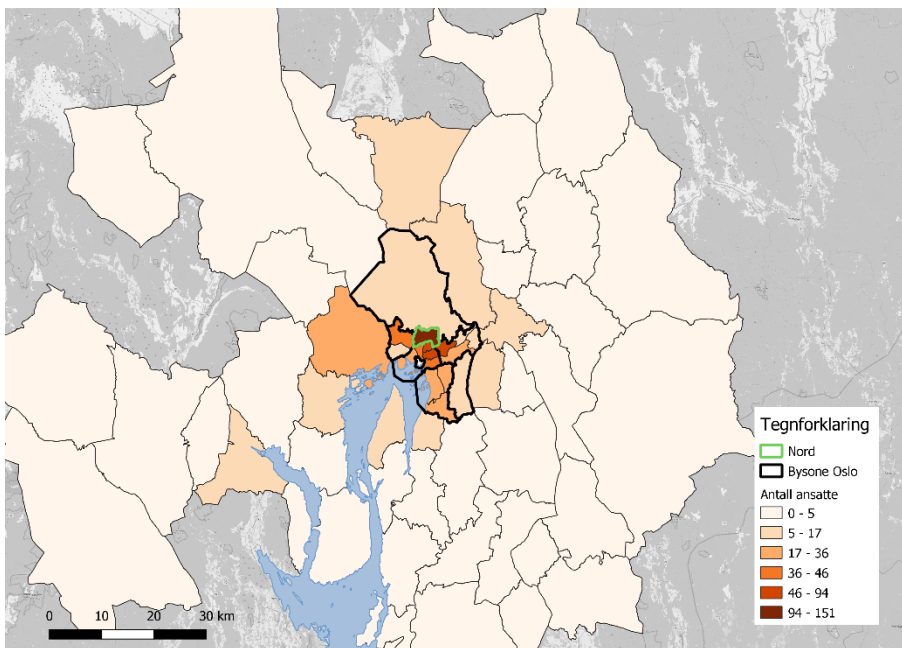 Tegnforklaring
Nord
Bysone Oslo
Antall ansatte
0 - 5
5 - 17
17 - 36
36 - 46
46 - 94
94 - 151
0 10 20 30 km